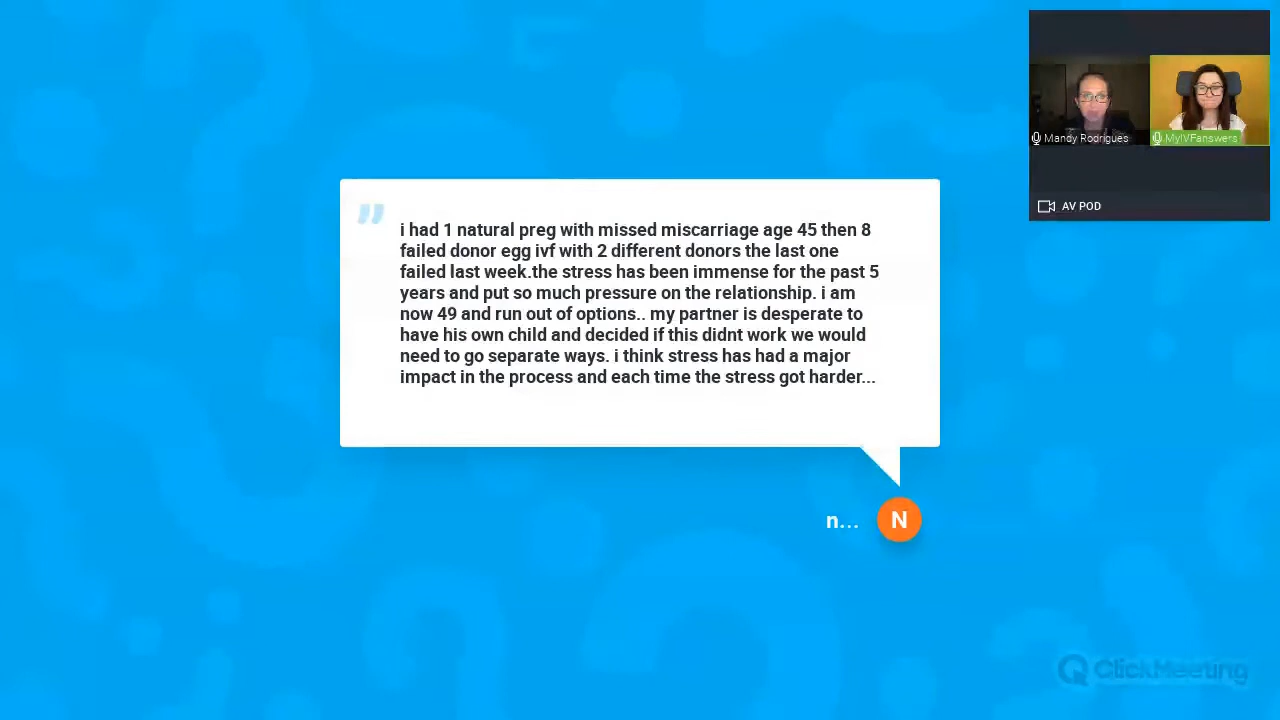 Mandy Rodrigues
MyIVFanswers
AV POD
i had 1 natural preg with missed miscarriage age 45 then 8
failed donor egg ivf with 2 different donors the last one
failed last week.the stress has been immense for the past 5
years and put so much pressure on the relationship. i am
now 49 and run out of options.. my partner is desperate to
have his own child and decided if this didnt work we would
need to go separate ways. i think stress has had a major
impact in the process and each time the stress got harder...
n...
N
ClickMeeting